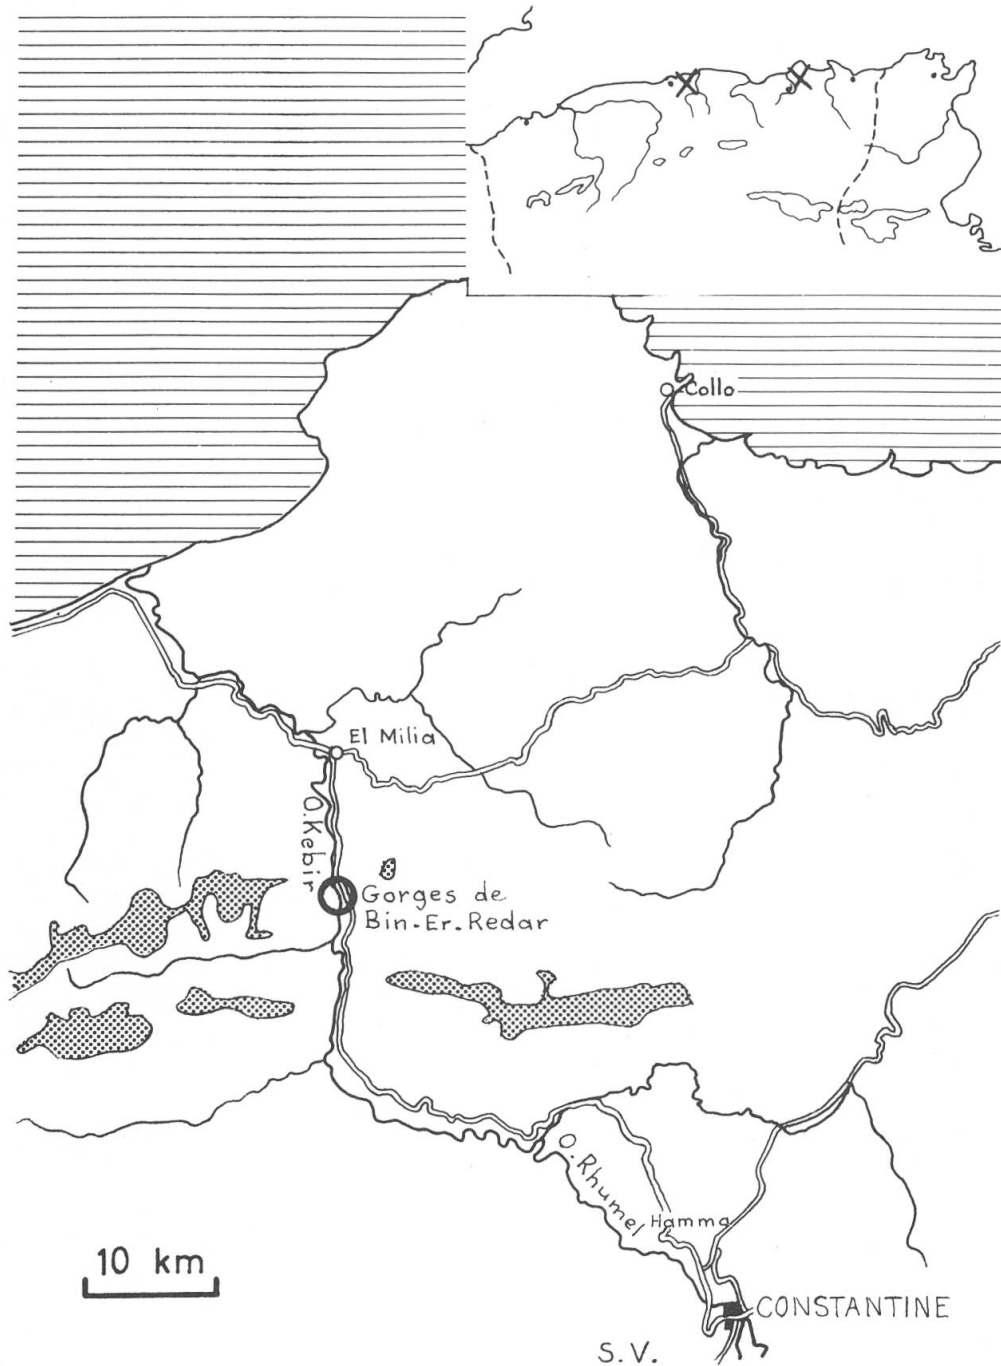 Collo
El Milia
O. Kebir
Gorges de
Bin-Er-Redar
O. Rhumel
Hamma
10 km
CONSTANTINE
S.V.